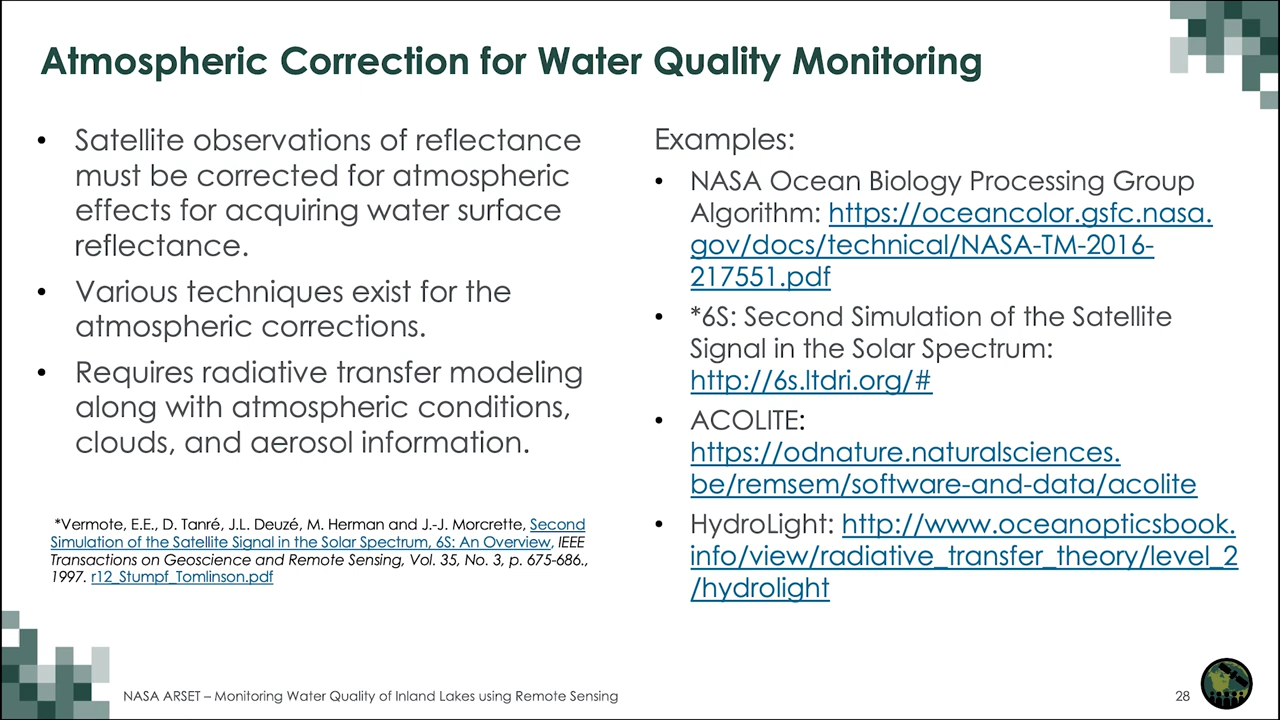 Atmospheric Correction for Water Quality Monitoring
• Satellite observations of reflectance
must be corrected for atmospheric
effects for acquiring water surface
reflectance.
• Various techniques exist for the
atmospheric corrections.
• Requires radiative transfer modeling
along with atmospheric conditions,
clouds, and aerosol information.
*Vermote, E.E., D. Tanré, J.L. Deuzé, M. Herman and J.-J. Morcrette, Second
Simulation of the Satellite Signal in the Solar Spectrum, 6S: An Overview, IEEE
Transactions on Geoscience and Remote Sensing, Vol. 35, No. 3, p. 675-686.,
1997. r12_Stumpf_Tomlinson.pdf
Examples:
• NASA Ocean Biology Processing Group
Algorithm: https://oceancolor.gsfc.nasa.
gov/docs/technical/NASA-TM-2016-
217551.pdf
• *6S: Second Simulation of the Satellite
Signal in the Solar Spectrum:
http://6s.ltdri.org/#
• ACOLITE:
https://odnature.naturalsciences.
be/remsem/software-and-data/acolite
• HydroLight: http://www.oceanopticsbook.
info/view/radiative_transfer_theory/level_2
/hydrolight
NASA ARSET – Monitoring Water Quality of Inland Lakes using Remote Sensing
28